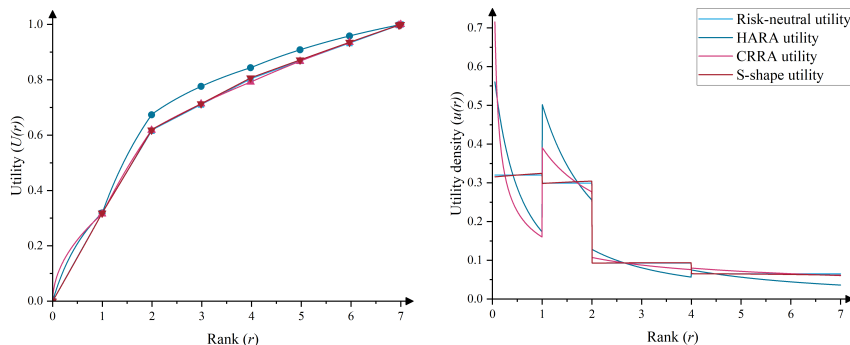 1.0
0.8
0.6
0.4
0.2
0.0
Utility (U(r))
0 1 2 3 4 5 6 7
Rank (r)
Risk-neutral utility
HARA utility
CRRA utility
S-shape utility
0.7
0.6
0.5
0.4
0.3
0.2
0.1
0.0
Utility density (u(r))
0 1 2 3 4 5 6 7
Rank (r)